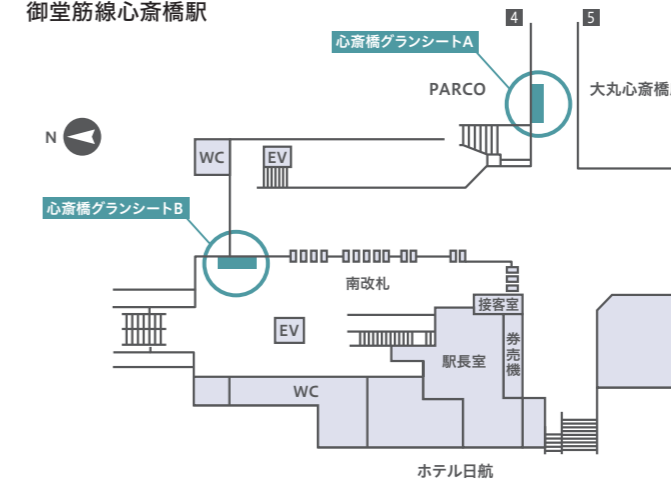 御堂筋線心斎橋駅
4
5
心斎橋グランシートA
PARCO
大丸心斎橋
N
WC
EV
心斎橋グランシートB
南改札
接客室
EV
券売機
駅長室
WC
ホテル日航